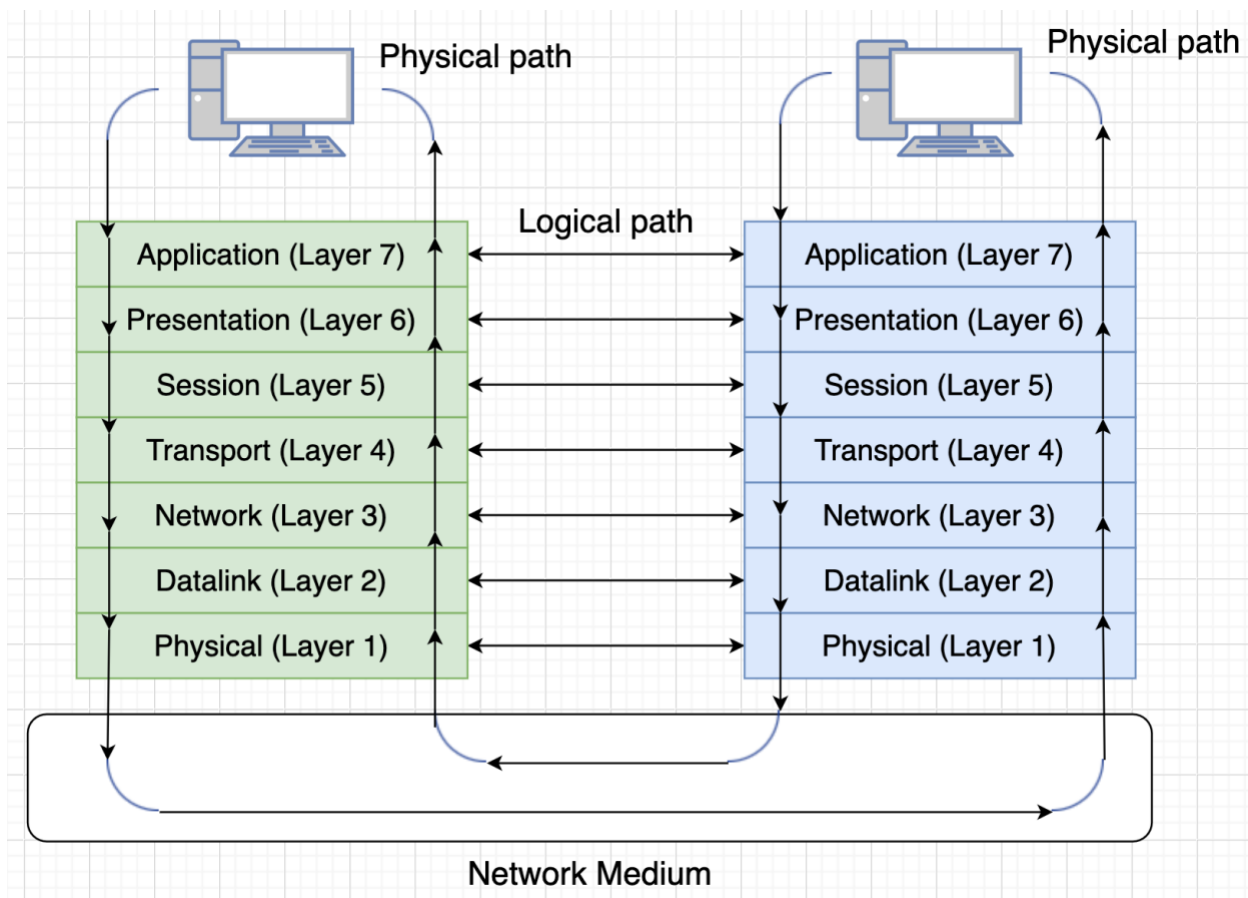 Physical path
Physical path
Logical path
Application (Layer 7)
Application (Layer 7)
Presentation (Layer 6)
Presentation (Layer 6)
Session (Layer 5)
Session (Layer 5)
Transport (Layer 4)
Transport (Layer 4)
Network (Layer 3)
Network (Layer 3)
Datalink (Layer 2)
Datalink (Layer 2)
Physical (Layer 1)
Physical (Layer 1)
Network Medium